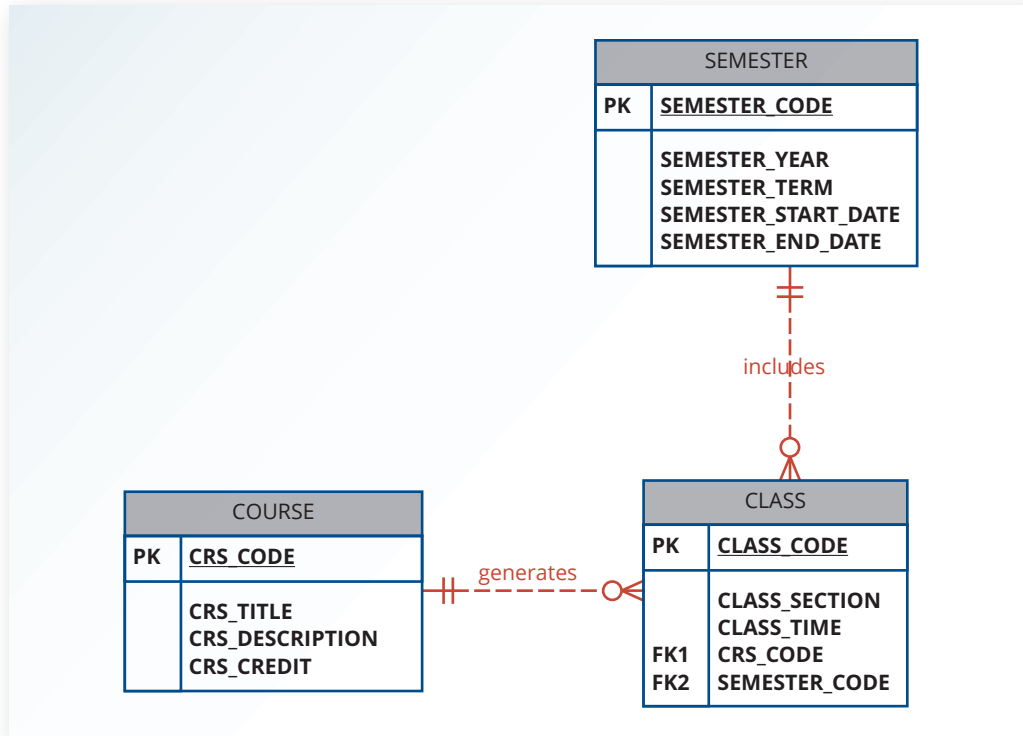 SEMESTER
PK SEMESTER_CODE
SEMESTER_YEAR
SEMESTER_TERM
SEMESTER_START_DATE
SEMESTER_END_DATE
includes
COURSE
PK CRS_CODE
CRS_TITLE
CRS_DESCRIPTION
CRS_CREDIT
generates
CLASS
PK CLASS_CODE
CLASS_SECTION
CLASS_TIME
FK1 CRS_CODE
FK2 SEMESTER_CODE